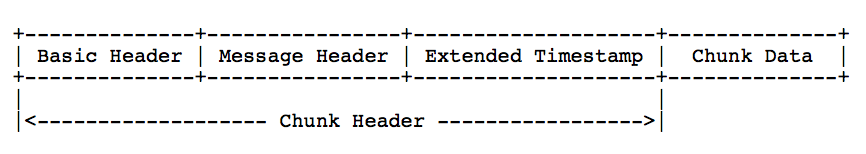 +--------------+----------------+--------------------+--------------+
| Basic Header | Message Header | Extended Timestamp |  Chunk Data  |
+--------------+----------------+--------------------+--------------+
|                                                    |
|<------------------- Chunk Header ----------------->|